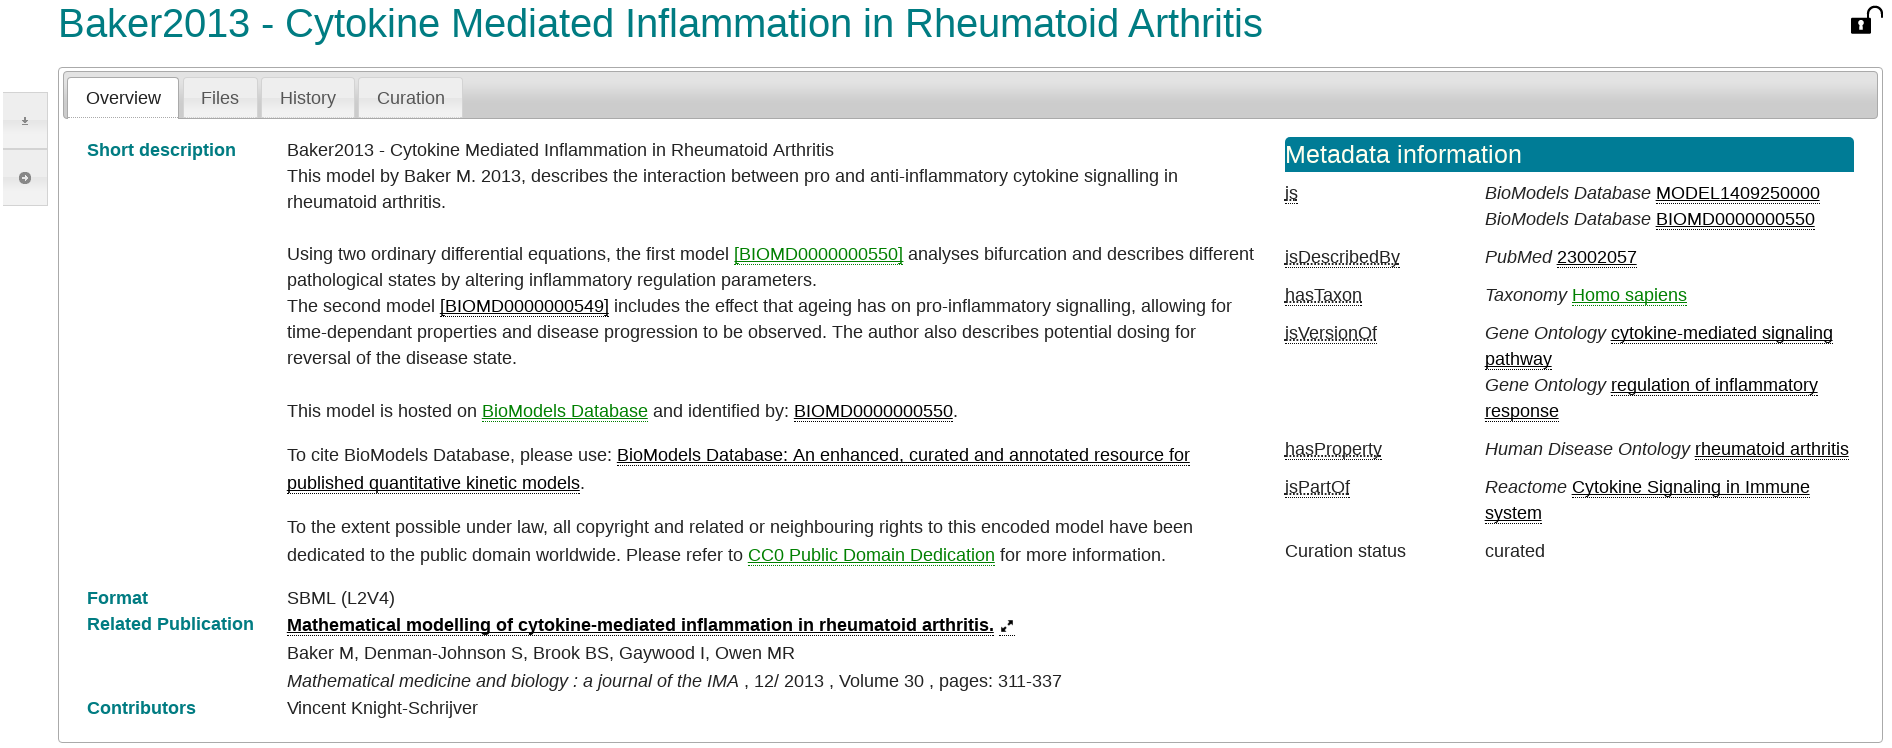 Baker2013 - Cytokine Mediated Inflammation in Rheumatoid Arthritis
Overview
Files
History
Curation
Short description
Baker2013 - Cytokine Mediated Inflammation in Rheumatoid Arthritis
This model by Baker M. 2013, describes the interaction between pro and anti-inflammatory cytokine signalling in
rheumatoid arthritis.
Using two ordinary differential equations, the first model [BIOMD0000000550] analyses bifurcation and describes different
pathological states by altering inflammatory regulation parameters.
The second model [BIOMD0000000549] includes the effect that ageing has on pro-inflammatory signalling, allowing for
time-dependant properties and disease progression to be observed. The author also describes potential dosing for
reversal of the disease state.
This model is hosted on BioModels Database and identified by: BIOMD0000000550.
To cite BioModels Database, please use: BioModels Database: An enhanced, curated and annotated resource for
published quantitative kinetic models.
To the extent possible under law, all copyright and related or neighbouring rights to this encoded model have been
dedicated to the public domain worldwide. Please refer to CC0 Public Domain Dedication for more information.
Format
SBML (L2V4)
Related Publication
Mathematical modelling of cytokine-mediated inflammation in rheumatoid arthritis.
Baker M, Denman-Johnson S, Brook BS, Gaywood I, Owen MR
Mathematical medicine and biology : a journal of the IMA , 12/ 2013 , Volume 30 , pages: 311-337
Contributors
Vincent Knight-Schrijver
Metadata information
is
BioModels Database MODEL1409250000
BioModels Database BIOMD0000000550
isDescribedBy
PubMed 23002057
hasTaxon
Taxonomy Homo sapiens
isVersionOf
Gene Ontology cytokine-mediated signaling
pathway
Gene Ontology regulation of inflammatory
response
hasProperty
Human Disease Ontology rheumatoid arthritis
isPartOf
Reactome Cytokine Signaling in Immune
system
Curation status
curated